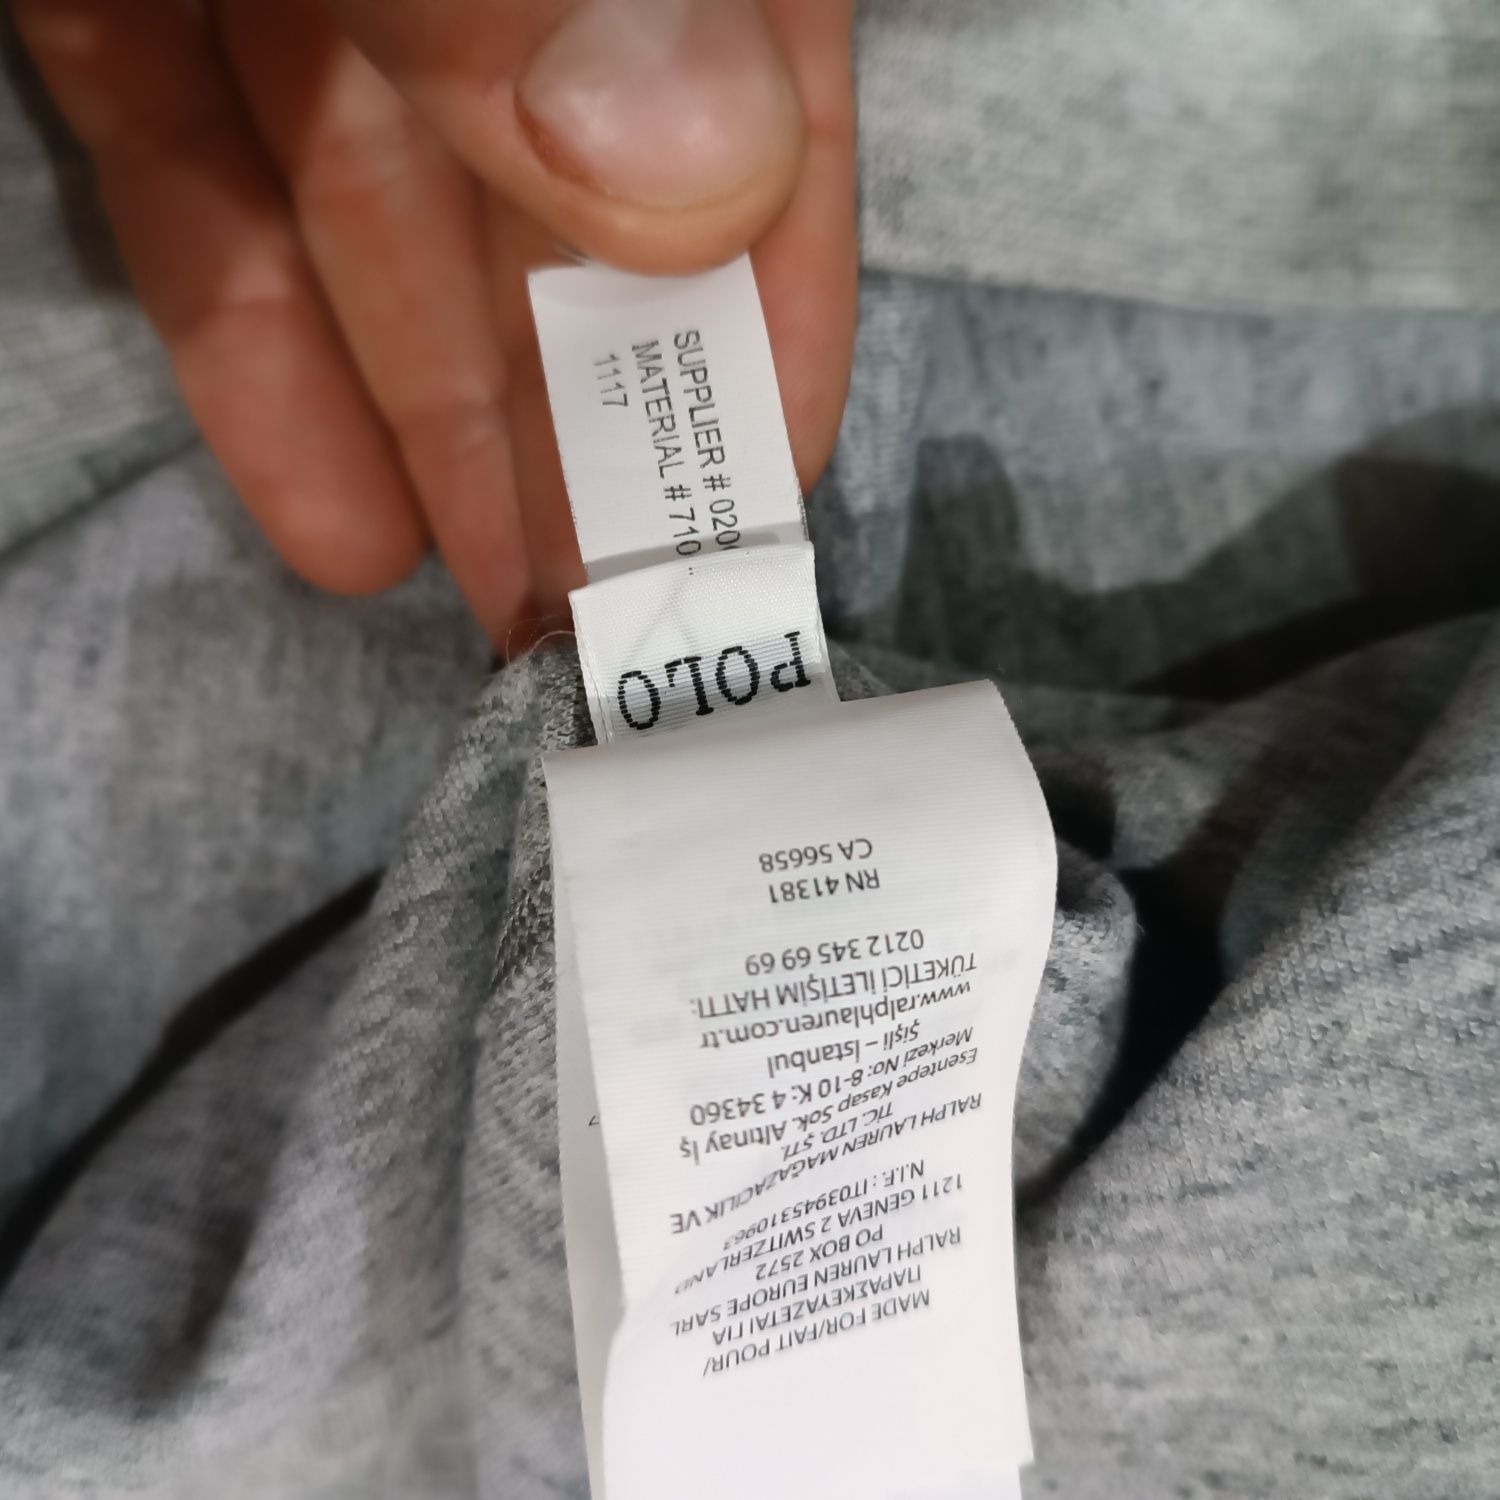 SUPPLIER # 020
MATERIAL # 710
1117
POLO
MADE FOR/FAIT POUR/
ΠΑΡΑΣΚΕΥΑΖΕΤΑΙ ΓΙΑ
RALPH LAUREN EUROPE SARL
PO BOX 2572
1211 GENEVA 2 SWITZERLAND
N.I.F.: IT03945310963
RALPH LAUREN MAĞAZACILIK VE
TİC. LTD. ŞTİ.
Esentepe Kasap Sok. Altınay İş
Merkezi No: 8-10 K: 4 34360
Şişli – Istanbul
www.ralphlauren.com.tr
TÜKETİCİ İLETİŞİM HATTI:
0212 345 69 69
RN 41381
CA 56658